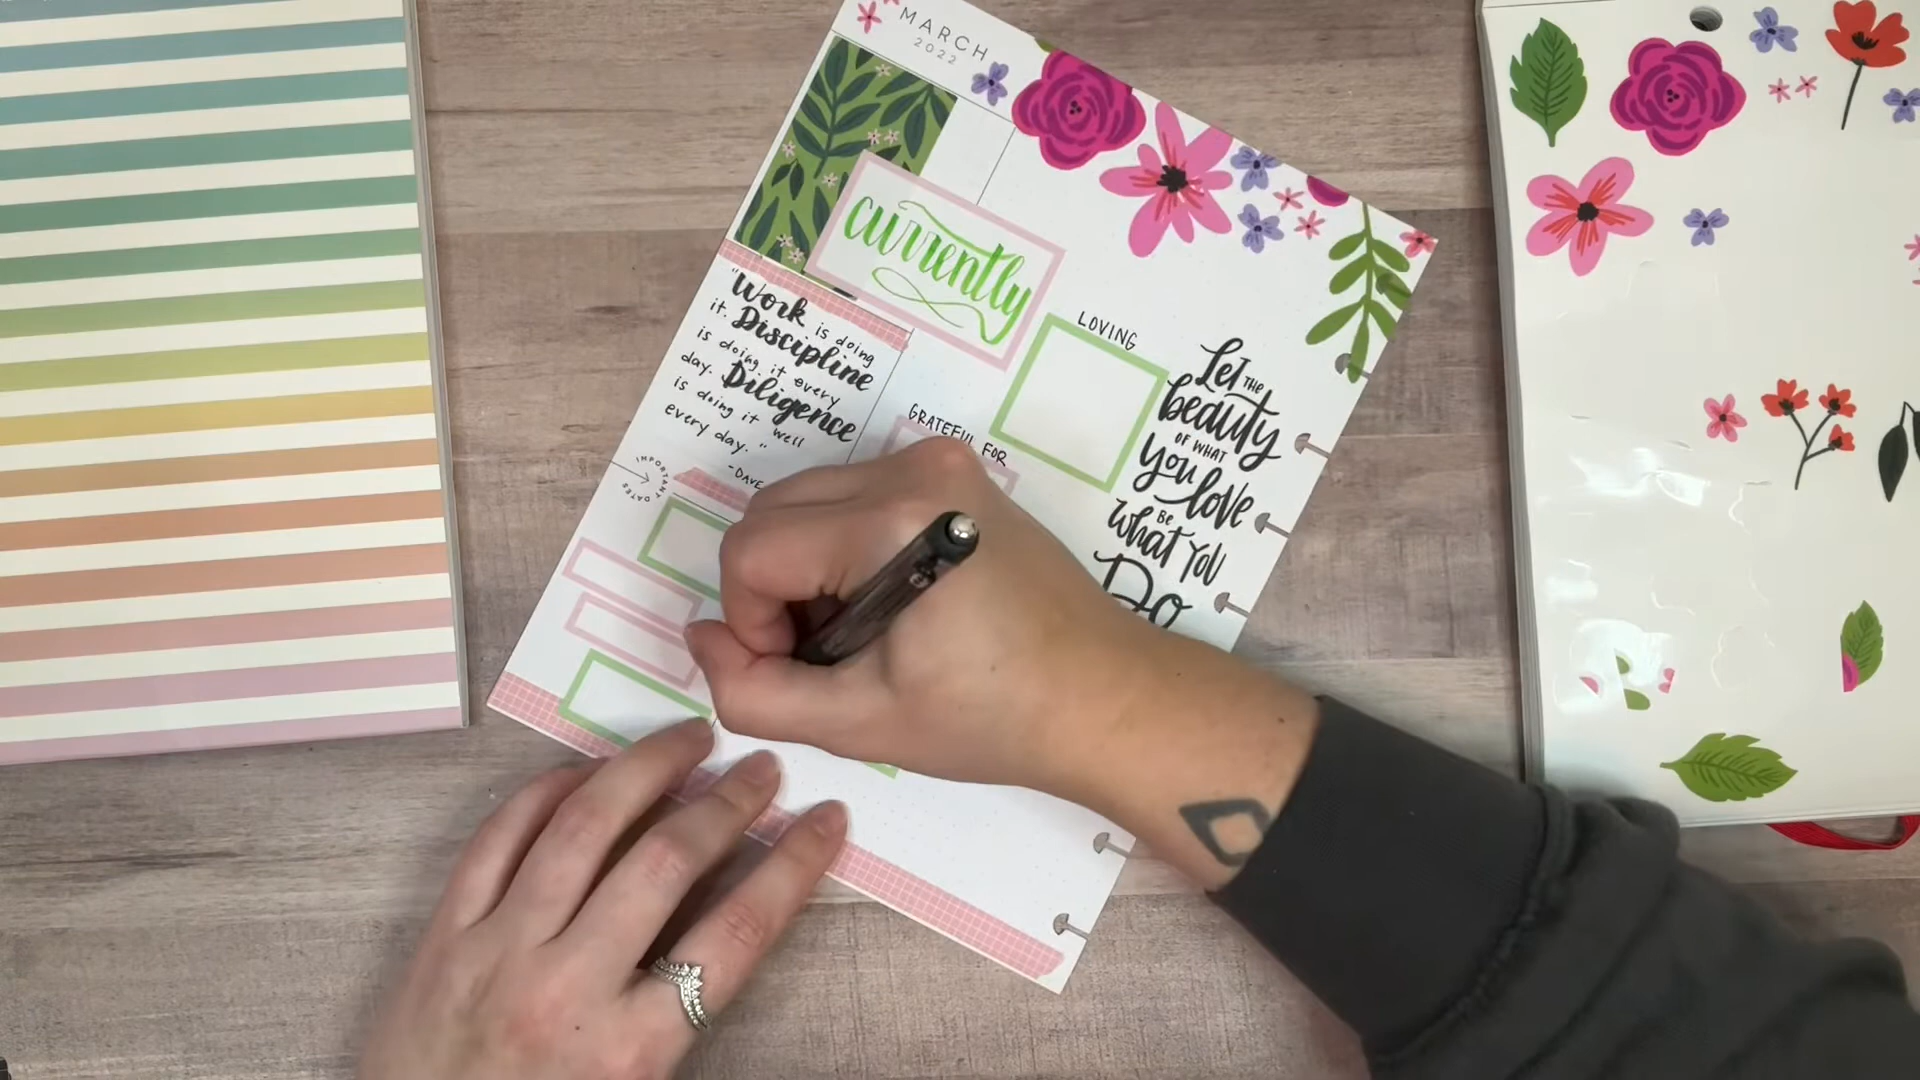 MARCH
2022
currently
"Work is doing
it. Discipline
is doing it every
day. Diligence
is doing it well
every day."
-DAVE
IMPORTANT DATES
GRATEFUL FOR
LOVING
LET THE
beauty
OF WHAT
you love
BE
what you
Do